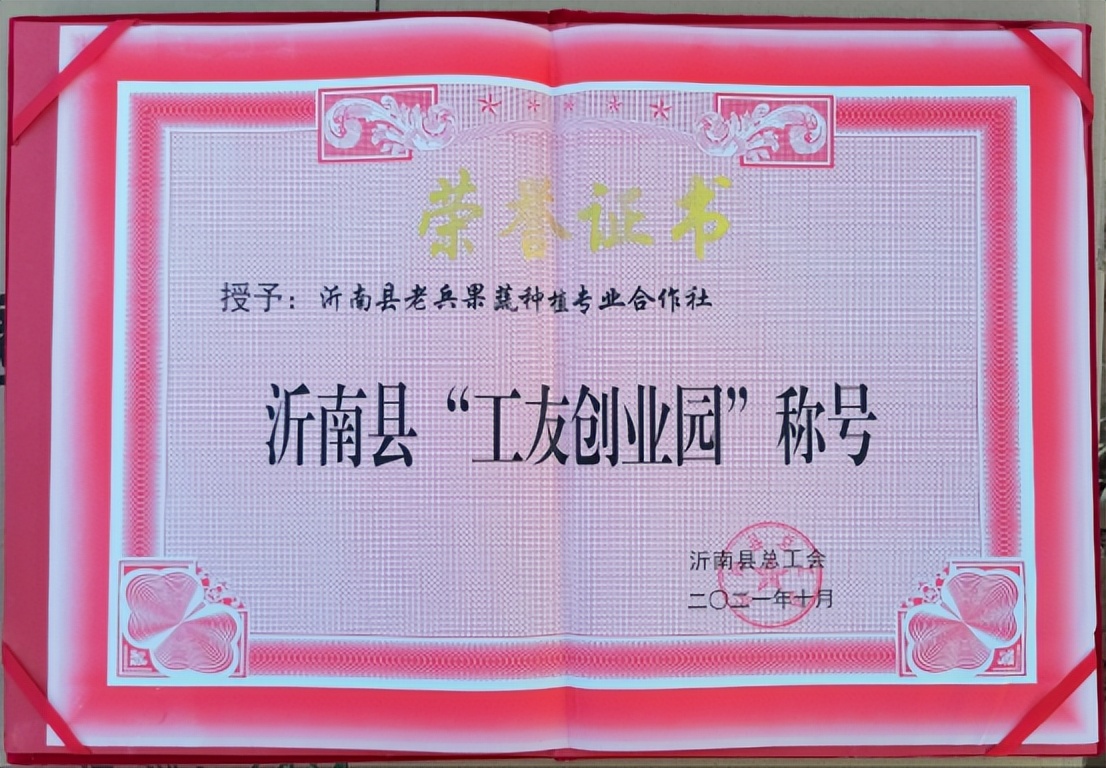 荣誉证书
授予：沂南县老兵果蔬种植专业合作社
沂南县“工友创业园”称号
沂南县总工会
二〇二一年十月